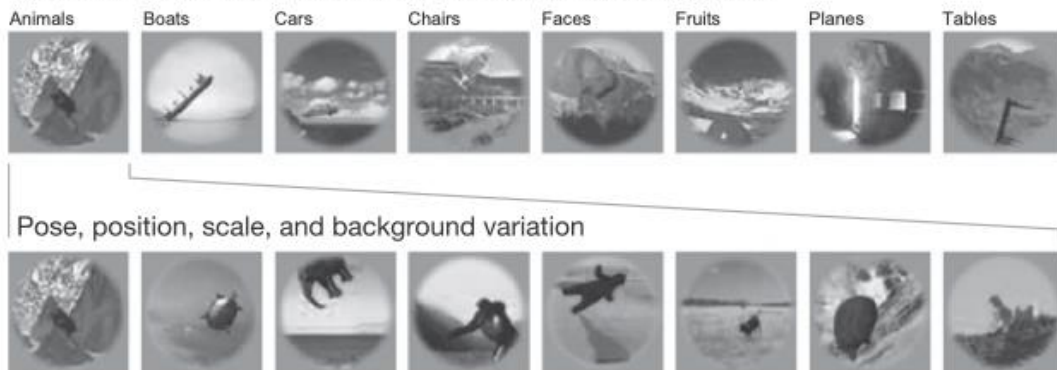 Animals Boats Cars Chairs Faces Fruits Planes Tables
Pose, position, scale, and background variation